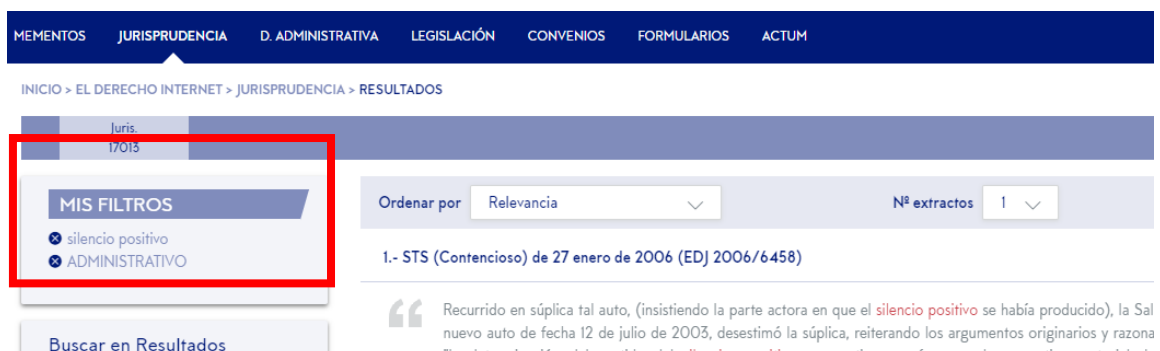 MEMENTOS JURISPRUDENCIA D. ADMINISTRATIVA LEGISLACIÓN CONVENIOS FORMULARIOS ACTUM
INICIO > EL DERECHO INTERNET > JURISPRUDENCIA > RESULTADOS
Juris.
17013
MIS FILTROS
silencio positivo
ADMINISTRATIVO
Buscar en Resultados
Ordenar por Relevancia Nº extractos 1
1.- STS (Contencioso) de 27 enero de 2006 (EDJ 2006/6458)
Recurrido en súplica tal auto, (insistiendo la parte actora en que el silencio positivo se había producido), la Sal
nuevo auto de fecha 12 de julio de 2003, desestimó la súplica, reiterando los argumentos originarios y razona